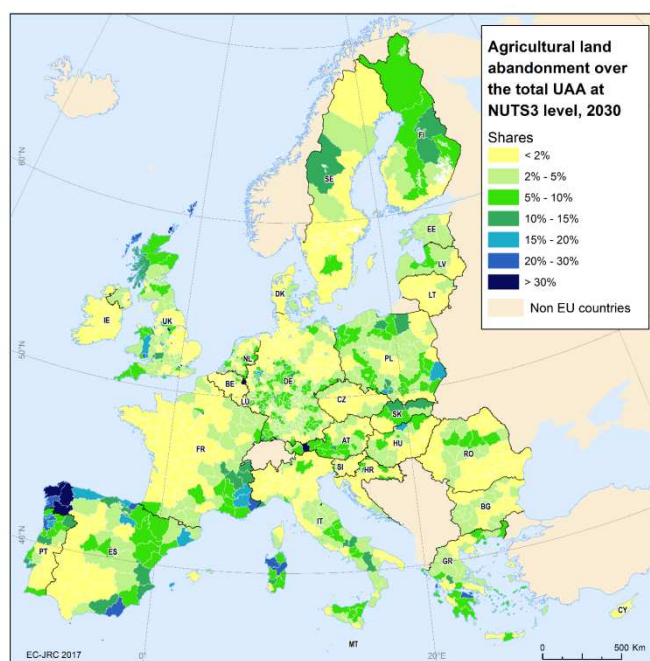 Agricultural land
abandonment over
the total UAA at
NUTS3 level, 2030
Shares
< 2%
2% - 5%
5% - 10%
10% - 15%
15% - 20%
20% - 30%
> 30%
Non EU countries
60°N
50°N
40°N
FI
SE
EE
LV
LT
DK
IE
UK
NL
PL
BE
DE
LU
CZ
SK
FR
AT
HU
SI
HR
RO
IT
BG
PT
ES
GR
CY
MT
EC-JRC 2017
0°
20°E
0 500 Km